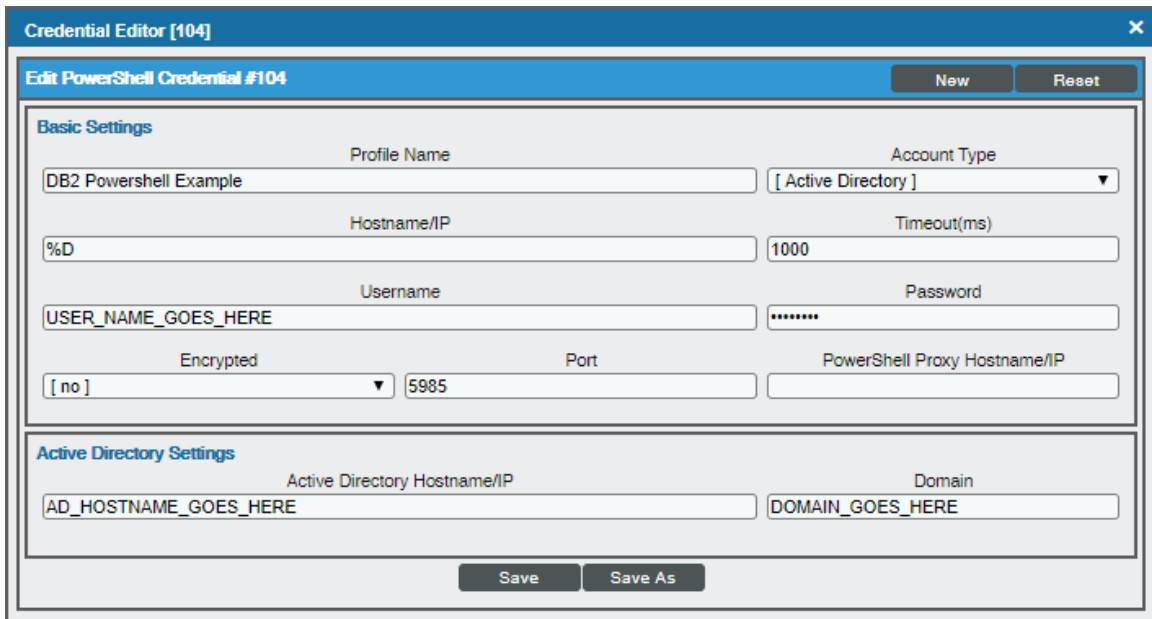 Credential Editor [104]
×
Edit PowerShell Credential #104
New
Reset
Basic Settings
Profile Name
Account Type
DB2 Powershell Example
[ Active Directory ]
Hostname/IP
Timeout(ms)
%D
1000
Username
Password
USER_NAME_GOES_HERE
••••••••
Encrypted
Port
PowerShell Proxy Hostname/IP
[ no ]
5985
Active Directory Settings
Active Directory Hostname/IP
Domain
AD_HOSTNAME_GOES_HERE
DOMAIN_GOES_HERE
Save
Save As